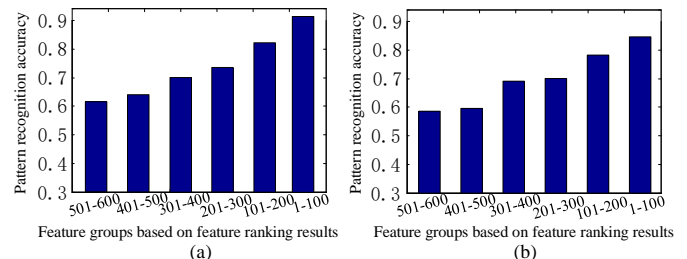 Pattern recognition accuracy
0.9
0.8
0.7
0.6
0.5
0.4
0.3
501-600 401-500 301-400 201-300 101-200 1-100
Feature groups based on feature ranking results
(a)
Pattern recognition accuracy
0.9
0.8
0.7
0.6
0.5
0.4
0.3
501-600 401-500 301-400 201-300 101-200 1-100
Feature groups based on feature ranking results
(b)